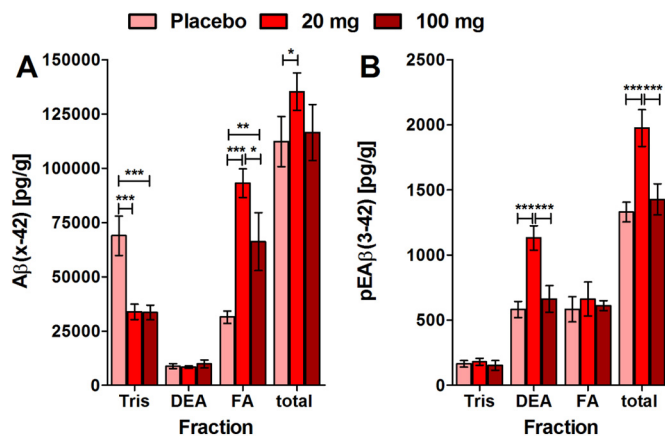 Placebo 20 mg 100 mg
A
Aβ(x-42) [pg/g]
150000
125000
100000
75000
50000
25000
0
***
***
**
***
*
*
Tris DEA FA total
Fraction
B
pEAβ(3-42) [pg/g]
2500
2000
1500
1000
500
0
*** ***
*** ***
Tris DEA FA total
Fraction